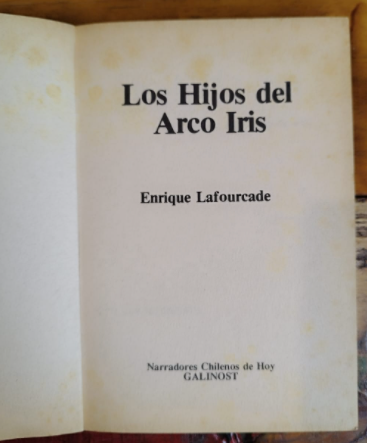 Los Hijos del
Arco Iris
Enrique Lafourcade
Narradores Chilenos de Hoy
GALINOST